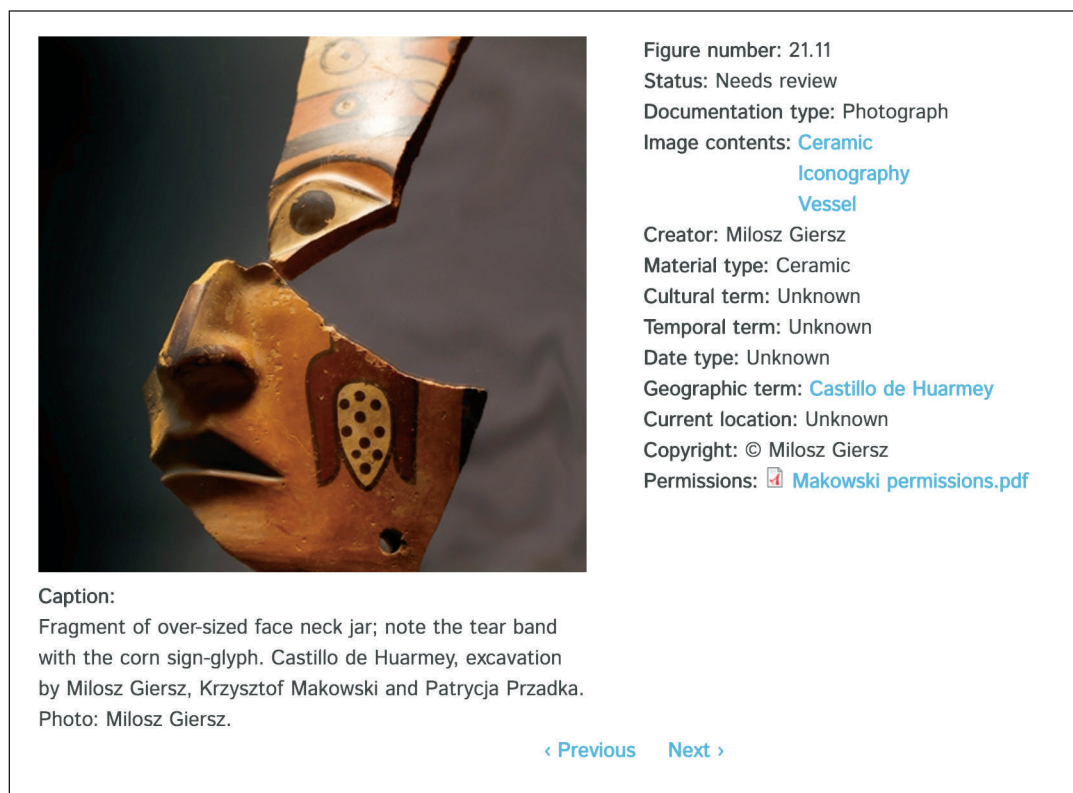 Figure number: 21.11
Status: Needs review
Documentation type: Photograph
Image contents: Ceramic
Iconography
Vessel
Creator: Milosz Giersz
Material type: Ceramic
Cultural term: Unknown
Temporal term: Unknown
Date type: Unknown
Geographic term: Castillo de Huarmey
Current location: Unknown
Copyright: © Milosz Giersz
Permissions: Makowski permissions.pdf
Caption:
Fragment of over-sized face neck jar; note the tear band
with the corn sign-glyph. Castillo de Huarmey, excavation
by Milosz Giersz, Krzysztof Makowski and Patrycja Przadka.
Photo: Milosz Giersz.
‹ Previous Next ›